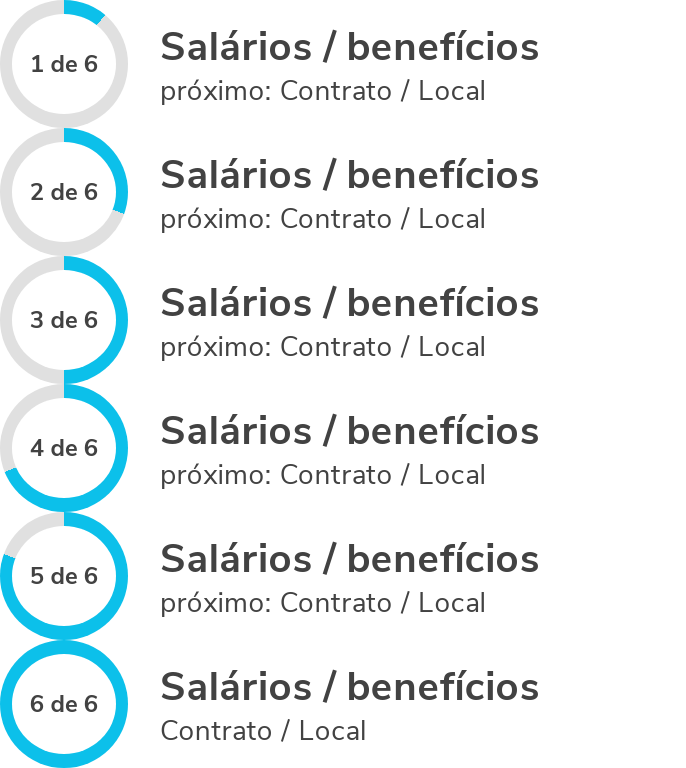 1 de 6
Salários / benefícios
próximo: Contrato / Local
2 de 6
Salários / benefícios
próximo: Contrato / Local
3 de 6
Salários / benefícios
próximo: Contrato / Local
4 de 6
Salários / benefícios
próximo: Contrato / Local
5 de 6
Salários / benefícios
próximo: Contrato / Local
6 de 6
Salários / benefícios
Contrato / Local